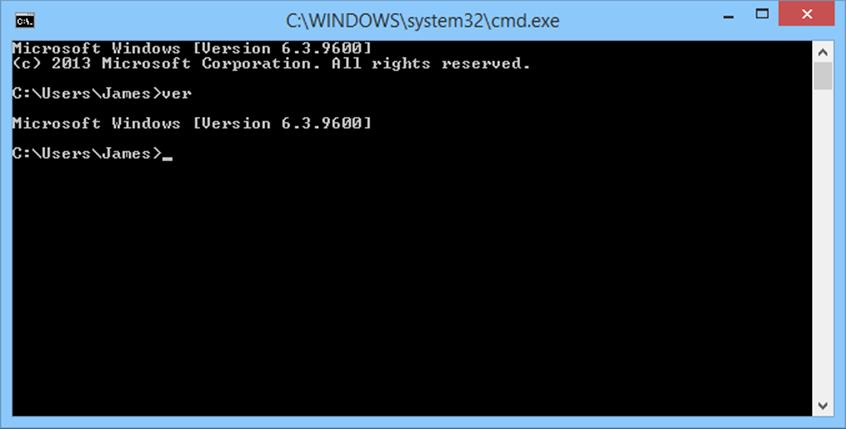 C:\WINDOWS\system32\cmd.exe
Microsoft Windows [Version 6.3.9600]
(c) 2013 Microsoft Corporation. All rights reserved.
C:\Users\James>ver
Microsoft Windows [Version 6.3.9600]
C:\Users\James>_